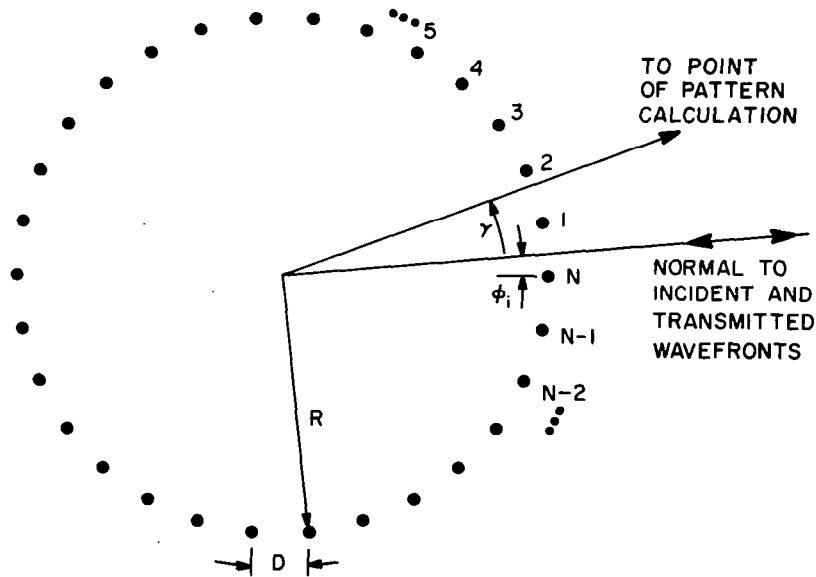 5
4
3
2
1
N
N-1
N-2
TO POINT
OF PATTERN
CALCULATION
γ
ϕi
NORMAL TO
INCIDENT AND
TRANSMITTED
WAVEFRONTS
R
D